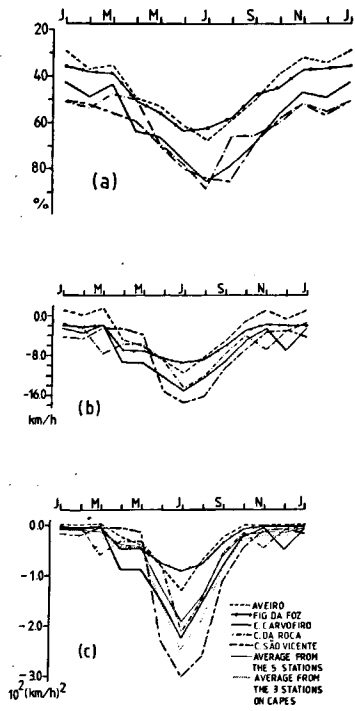 J M M J S N J
20
40
60
80
%
(a)
J M M J S N J
0.0
-8.0
-16.0
km/h
(b)
J M M J S N J
0.0
-1.0
-2.0
-3.0
10² (km/h)²
(c)
AVEIRO
FIG DA FOZ
C. CARVOEIRO
C. DA ROCA
C. SÃO VICENTE
AVERAGE FROM
THE 5 STATIONS
AVERAGE FROM
THE 3 STATIONS
ON CAPES